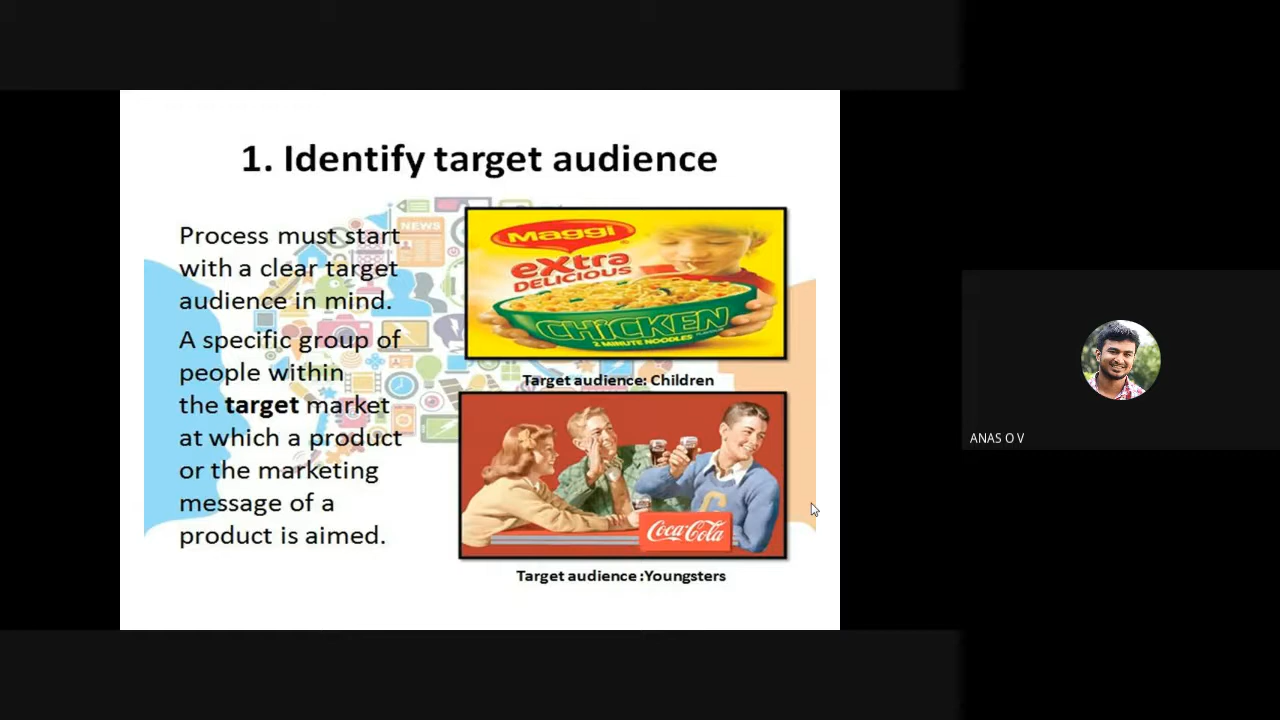 1. Identify target audience
Process must start
with a clear target
audience in mind.
A specific group of
people within
the target market
at which a product
or the marketing
message of a
product is aimed.
NEWS
Maggi
eXtra
DELICIOUS
CHiCKEN
2 MINUTE NOODLES
Target audience: Children
C
Coca-Cola
Target audience :Youngsters
ANAS O V